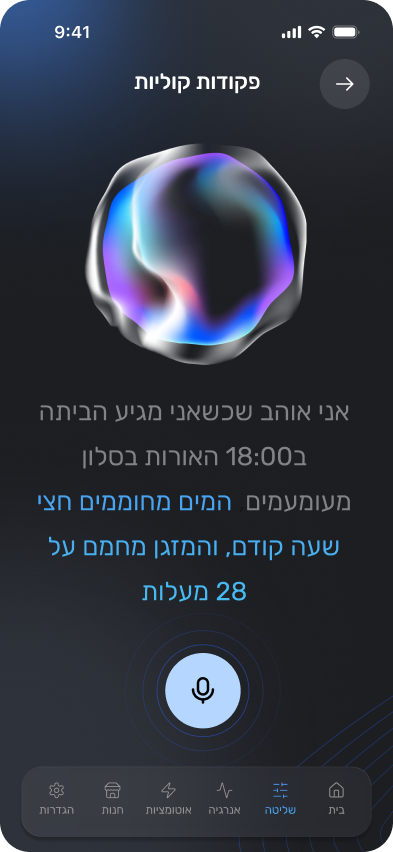 9:41
פקודות קוליות
אני אוהב שכשאני מגיע הביתה
ב18:00 האורות בסלון
מעומעמים המים מחוממים חצי
שעה קודם, והמזגן מחמם על
28 מעלות
בית
שליטה
אנרגיה
אוטומציות
חנות
הגדרות